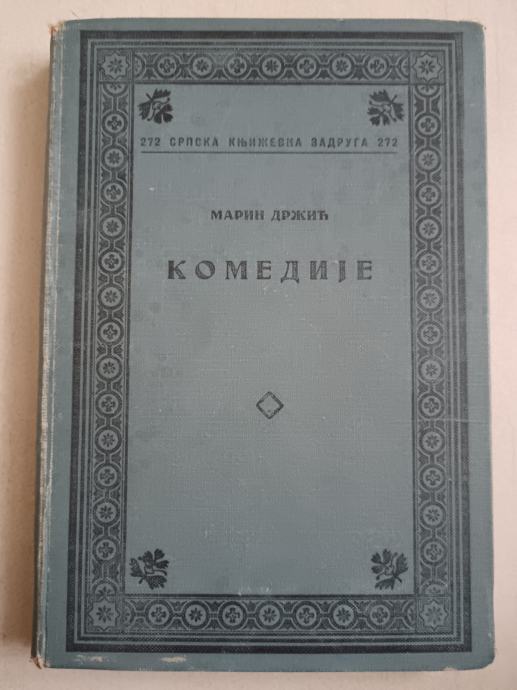 272 СРПСКА КЊИЖЕВНА ЗАДРУГА 272
МАРИН ДРЖИЋ
КОМЕДИЈЕ